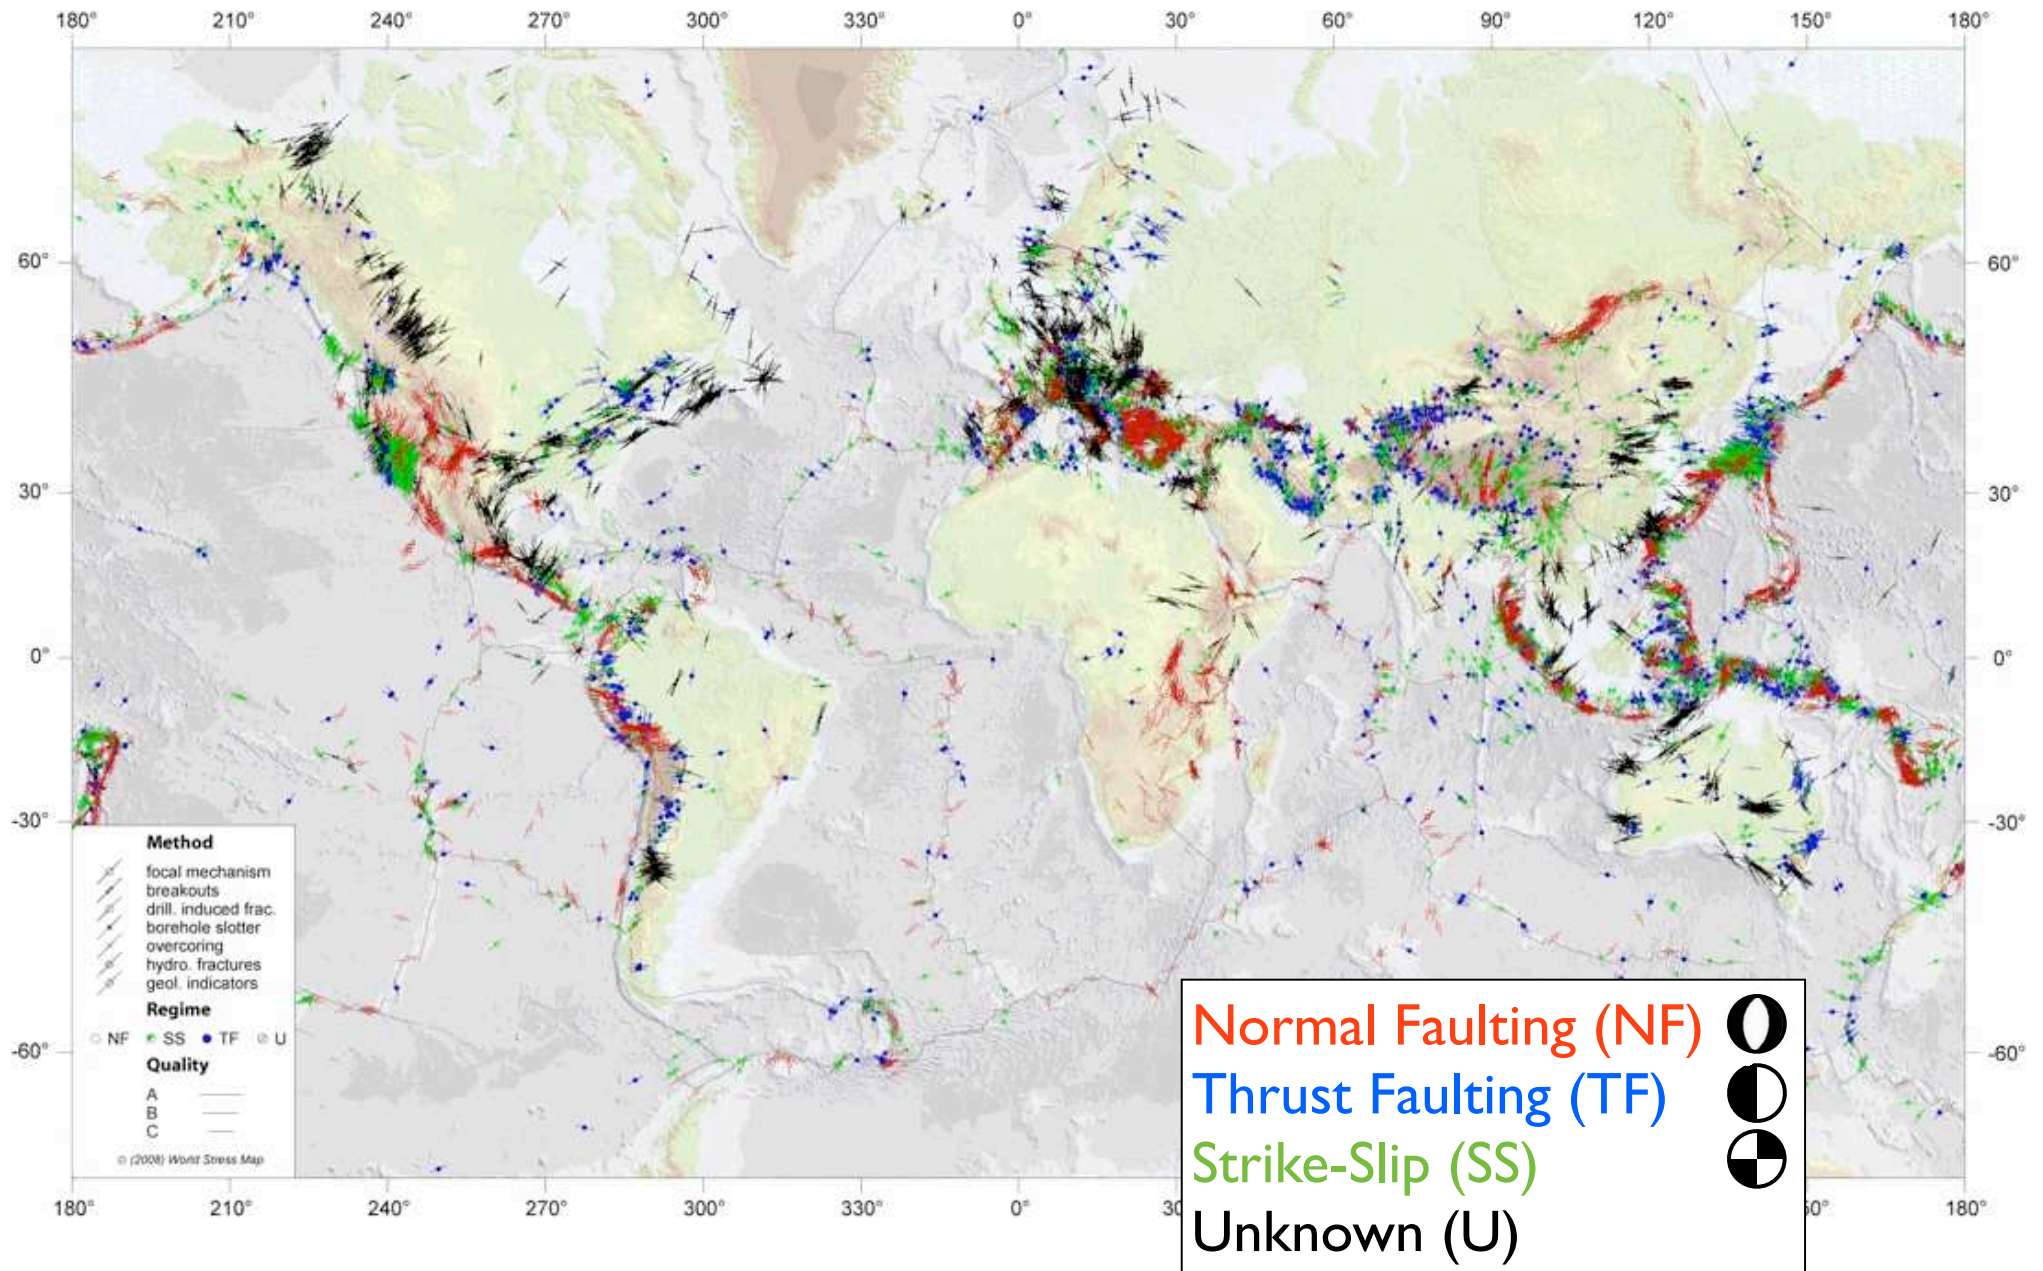 180° 210° 240° 270° 300° 330° 0° 30° 60° 90° 120° 150° 180°
60° 60°
30° 30°
0° 0°
-30° -30°
-60° -60°
Method
focal mechanism
breakouts
drill. induced frac.
borehole slotter
overcoring
hydro. fractures
geol. indicators
Regime
NF SS TF U
Quality
A
B
C
© (2008) World Stress Map
Normal Faulting (NF)
Thrust Faulting (TF)
Strike-Slip (SS)
Unknown (U)
180° 210° 240° 270° 300° 330° 0° 30 50° 180°